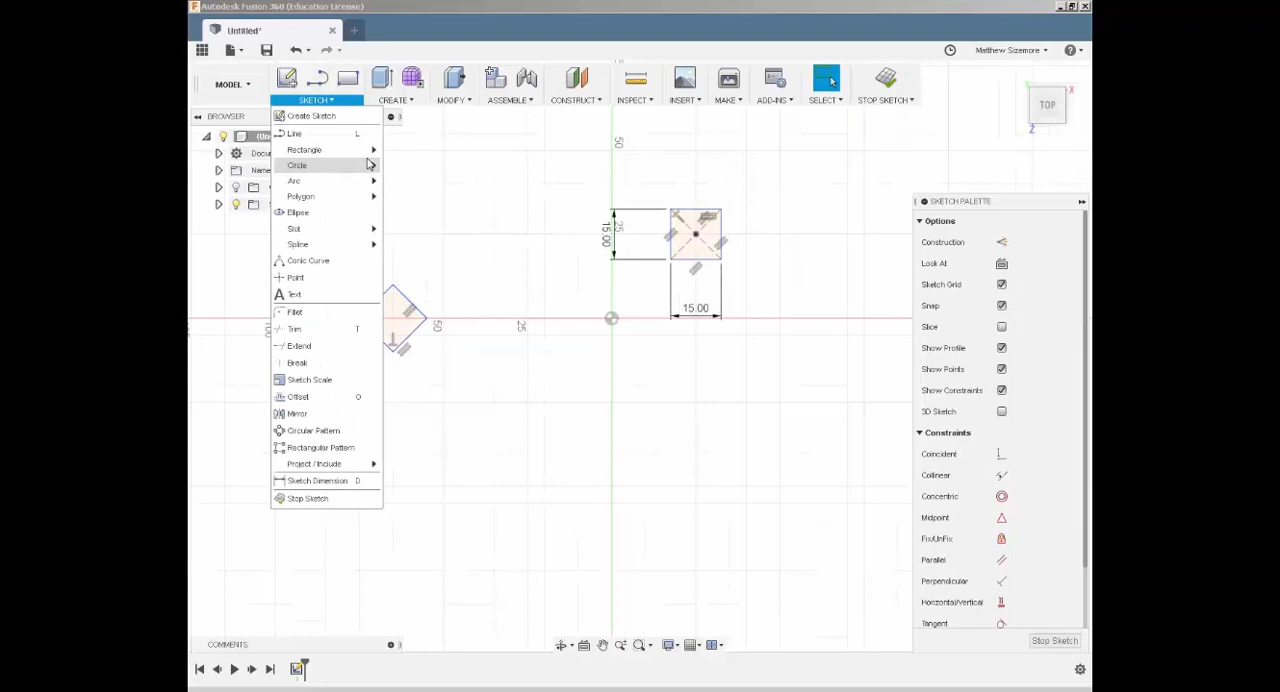 Autodesk Fusion 360 (Education License)
Untitled*
Matthew Sizemore
MODEL
SKETCH
CREATE
MODIFY
ASSEMBLE
CONSTRUCT
INSPECT
INSERT
MAKE
ADD-INS
SELECT
STOP SKETCH
BROWSER
Create Sketch
Line L
Rectangle
Circle
Arc
Polygon
Ellipse
Slot
Spline
Conic Curve
Point
Text
Fillet
Trim T
Extend
Break
Sketch Scale
Offset O
Mirror
Circular Pattern
Rectangular Pattern
Project / Include
Sketch Dimension D
Stop Sketch
TOP
X
Z
50
25
15.00
15.00
50
25
SKETCH PALETTE
Options
Construction
Look At
Sketch Grid
Snap
Slice
Show Profile
Show Points
Show Constraints
3D Sketch
Constraints
Coincident
Collinear
Concentric
Midpoint
Fix/UnFix
Parallel
Perpendicular
Horizontal/Vertical
Tangent
Stop Sketch
COMMENTS